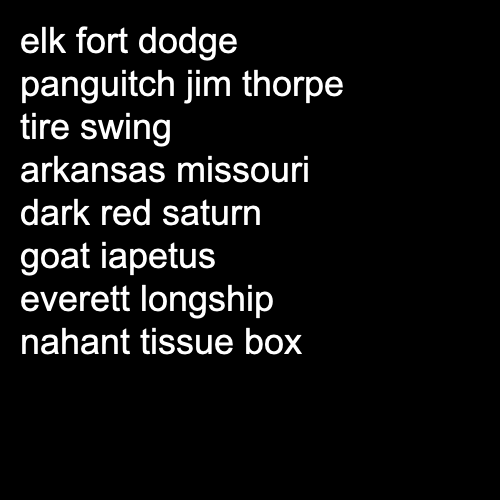 elk fort dodge
panguitch jim thorpe
tire swing
arkansas missouri
dark red saturn
goat iapetus
everett longship
nahant tissue box